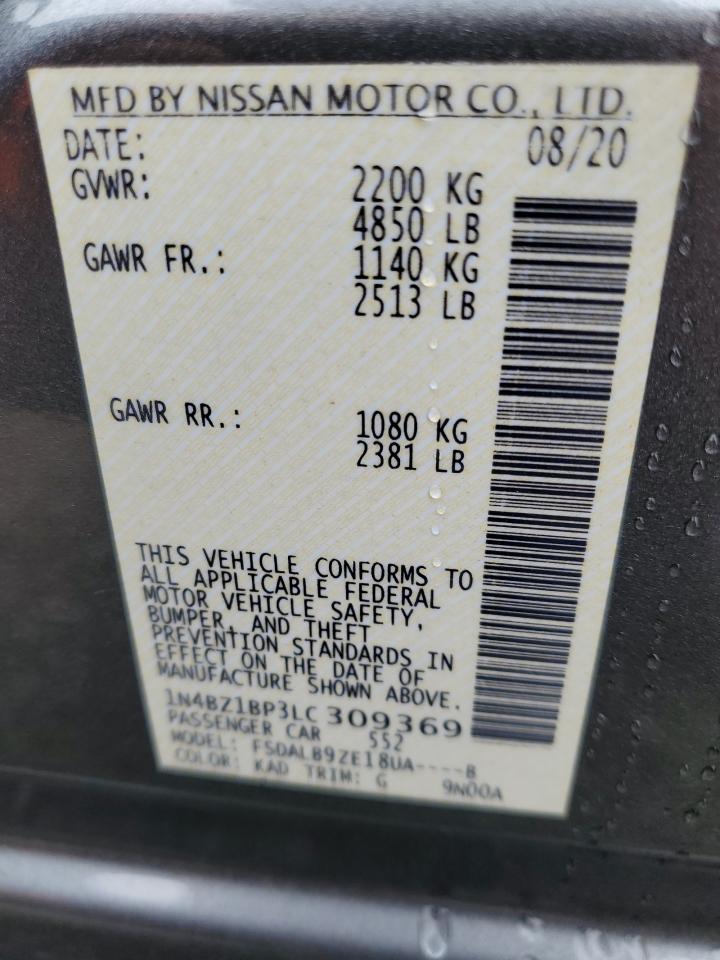 MFD BY NISSAN MOTOR CO., LTD.
DATE: 08/20
GVWR: 2200 KG
4850 LB
GAWR FR.: 1140 KG
2513 LB
GAWR RR.: 1080 KG
2381 LB
THIS VEHICLE CONFORMS TO
ALL APPLICABLE FEDERAL
MOTOR VEHICLE SAFETY,
BUMPER, AND THEFT
PREVENTION STANDARDS IN
EFFECT ON THE DATE OF
MANUFACTURE SHOWN ABOVE.
1N4BZ1BP3LC 309369
PASSENGER CAR 552
MODEL: FSDALB9ZE18UA----B
COLOR: KAD TRIM: G 9N00A